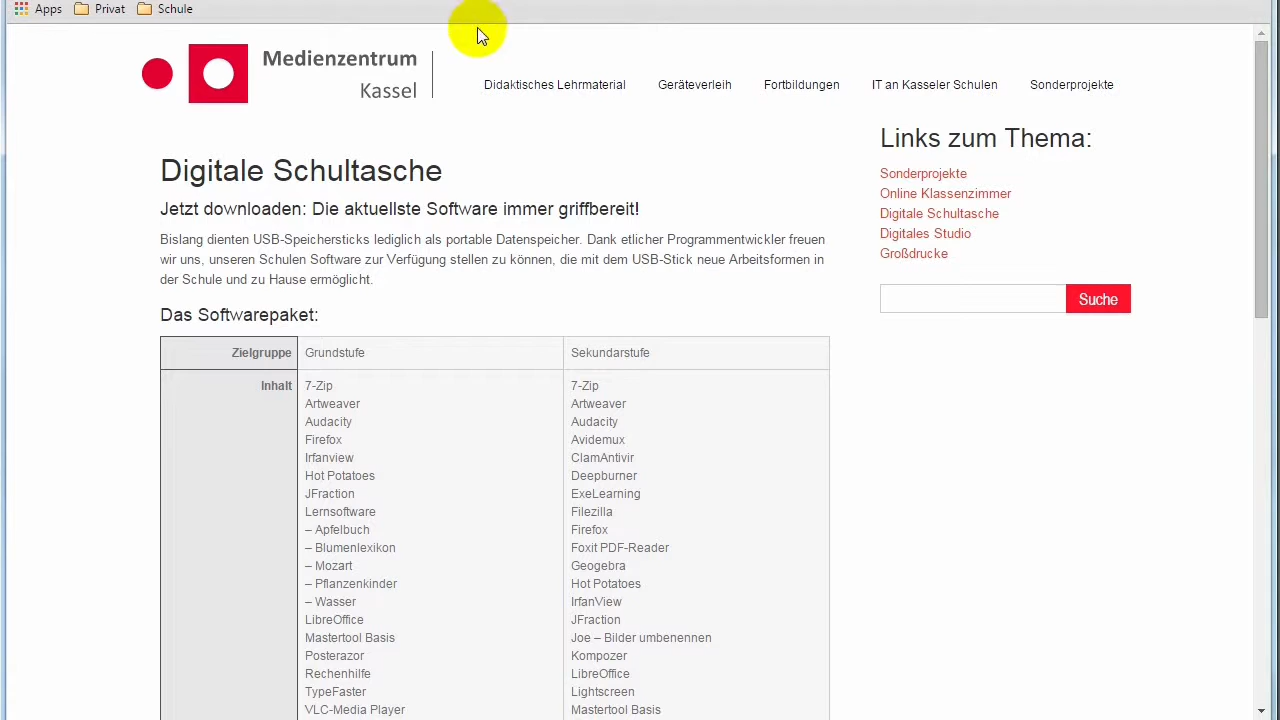 Apps Privat Schule
Medienzentrum
Kassel
Didaktisches Lehrmaterial Geräteverleih Fortbildungen IT an Kasseler Schulen Sonderprojekte
Digitale Schultasche
Jetzt downloaden: Die aktuellste Software immer griffbereit!
Bislang dienten USB-Speichersticks lediglich als portable Datenspeicher. Dank etlicher Programmentwickler freuen
wir uns, unseren Schulen Software zur Verfügung stellen zu können, die mit dem USB-Stick neue Arbeitsformen in
der Schule und zu Hause ermöglicht.
Das Softwarepaket:
Zielgruppe Grundstufe Sekundarstufe
Inhalt 7-Zip 7-Zip
Artweaver Artweaver
Audacity Audacity
Firefox Avidemux
Irfanview ClamAntivir
Hot Potatoes Deepburner
JFraction ExeLearning
Lernsoftware Filezilla
– Apfelbuch Firefox
– Blumenlexikon Foxit PDF-Reader
– Mozart Geogebra
– Pflanzenkinder Hot Potatoes
– Wasser IrfanView
LibreOffice JFraction
Mastertool Basis Joe – Bilder umbenennen
Posterazor Kompozer
Rechenhilfe LibreOffice
TypeFaster Lightscreen
VLC-Media Player Mastertool Basis
Links zum Thema:
Sonderprojekte
Online Klassenzimmer
Digitale Schultasche
Digitales Studio
Großdrucke
Suche